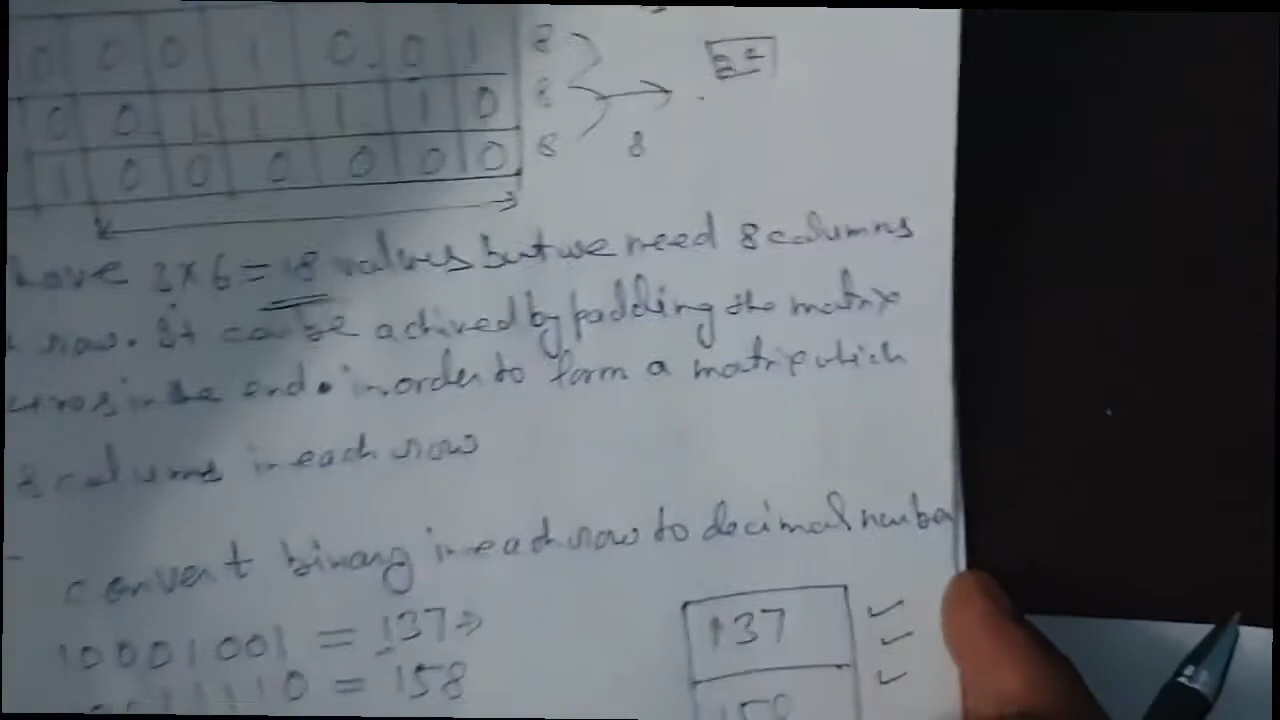 0 0 0 1 0 0 1 8
0 0 1 1 1 1 0 8
1 0 0 0 0 0 0 8 8
have 3x6=18 values but we need 8 columns
row. It can be achived by padding the matrix
zeros in the end. in order to form a matrix which
8 colums in each row
convert binary in each row to decimal number
10001001 = 137 ⇒ 137
011110 = 158 158